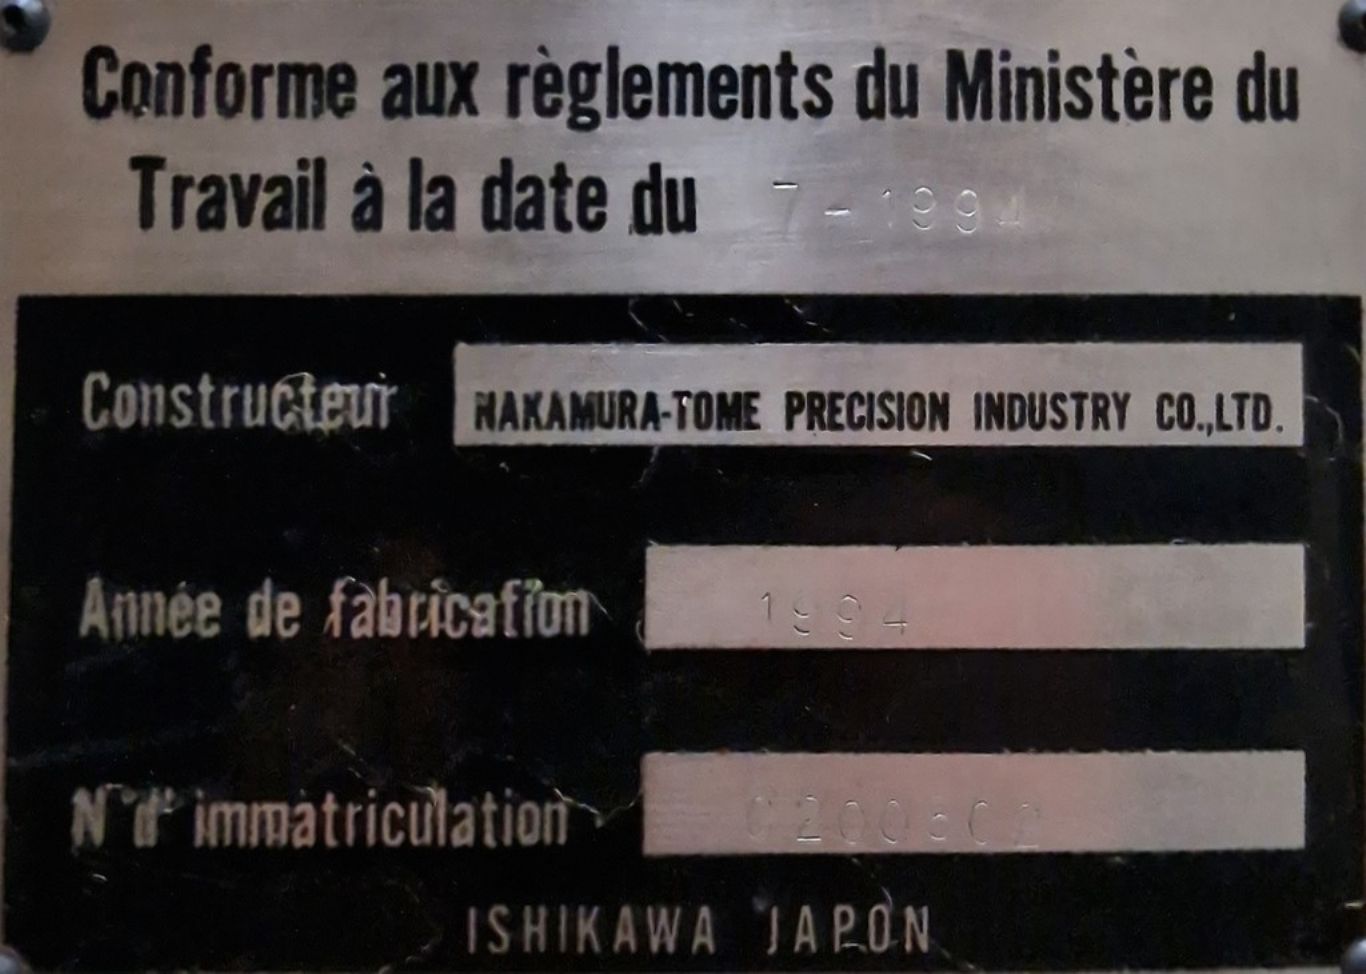 Conforme aux règlements du Ministère du
Travail à la date du 7-1994
Constructeur NAKAMURA-TOME PRECISION INDUSTRY CO.,LTD.
Année de fabrication 1994
N° d' immatriculation
ISHIKAWA JAPON